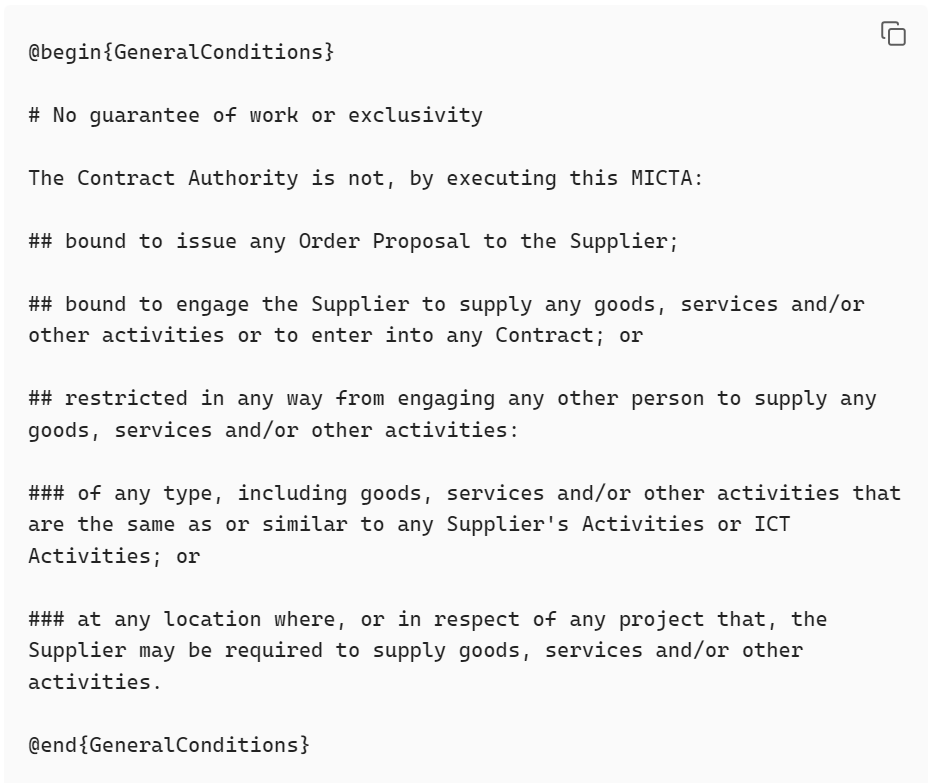 @begin{GeneralConditions}
# No guarantee of work or exclusivity
The Contract Authority is not, by executing this MICTA:
## bound to issue any Order Proposal to the Supplier;
## bound to engage the Supplier to supply any goods, services and/or
other activities or to enter into any Contract; or
## restricted in any way from engaging any other person to supply any
goods, services and/or other activities:
### of any type, including goods, services and/or other activities that
are the same as or similar to any Supplier's Activities or ICT
Activities; or
### at any location where, or in respect of any project that, the
Supplier may be required to supply goods, services and/or other
activities.
@end{GeneralConditions}